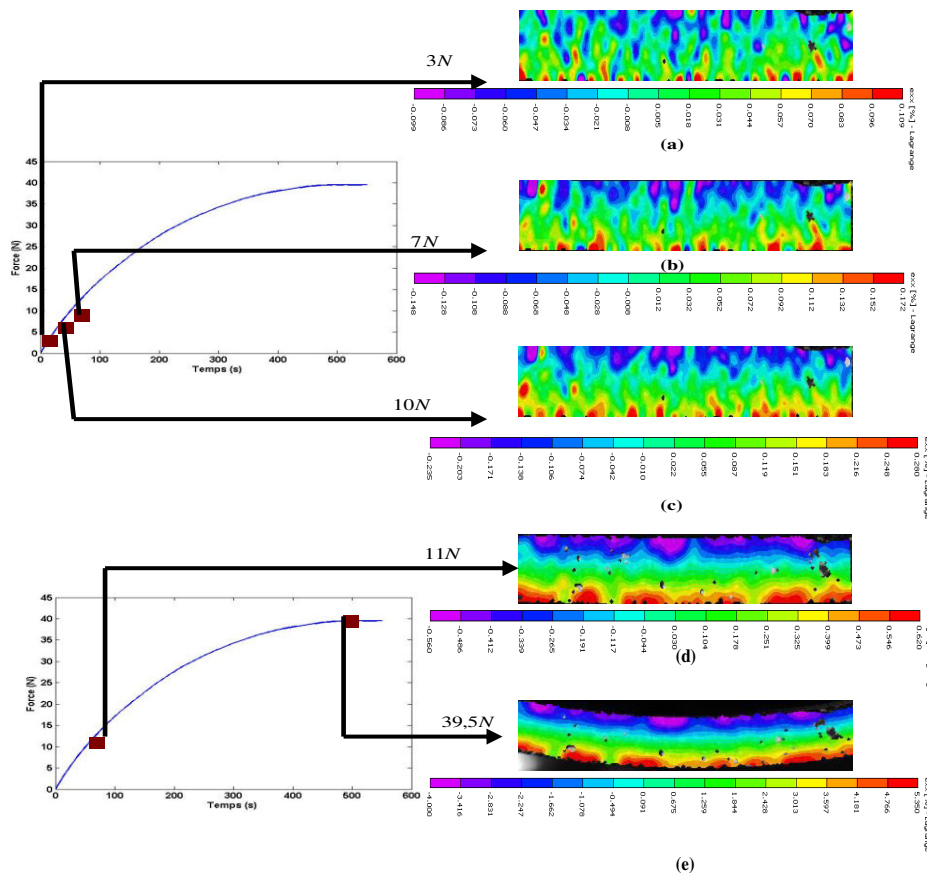 3N
-0.099 -0.086 -0.073 -0.060 -0.047 -0.034 -0.021 -0.008 0.005 0.018 0.031 0.044 0.057 0.070 0.083 0.096 0.109
exx [%] - Lagrange
(a)
45
40
35
30
25
20
15
10
5
0
Force (N)
0 100 200 300 400 500 600
Temps (s)
7N
(b)
-0.148 -0.128 -0.108 -0.088 -0.068 -0.048 -0.028 -0.008 0.012 0.032 0.052 0.072 0.092 0.112 0.132 0.152 0.172
exx [%] - Lagrange
10N
-0.235 -0.203 -0.171 -0.138 -0.106 -0.074 -0.042 -0.010 0.022 0.055 0.087 0.119 0.151 0.183 0.216 0.248 0.280
- Lagrange
(c)
11N
-0.560 -0.486 -0.412 -0.339 -0.265 -0.191 -0.117 -0.044 0.030 0.104 0.178 0.251 0.325 0.399 0.473 0.546 0.620
(d)
45
40
35
30
25
20
15
10
5
0
Force (N)
0 100 200 300 400 500 600
Temps (s)
39,5N
-4.000 -3.416 -2.831 -2.247 -1.662 -1.078 -0.494 0.091 0.675 1.259 1.844 2.428 3.013 3.597 4.181 4.766 5.350
- Lagrange
(e)